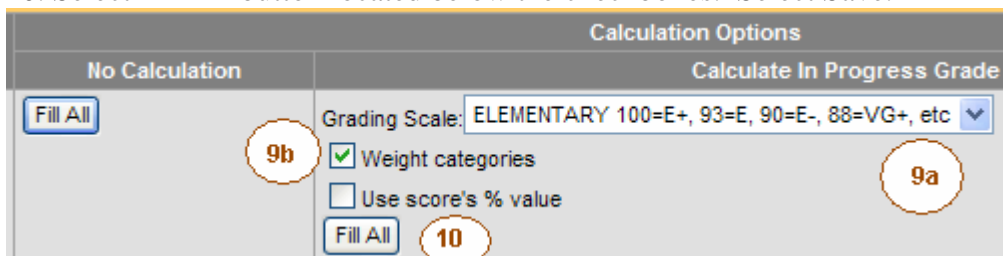 Calculation Options
No Calculation
Calculate In Progress Grade
Fill All
Grading Scale: ELEMENTARY 100=E+, 93=E, 90=E-, 88=VG+, etc
9b
Weight categories
9a
Use score's % value
Fill All
10